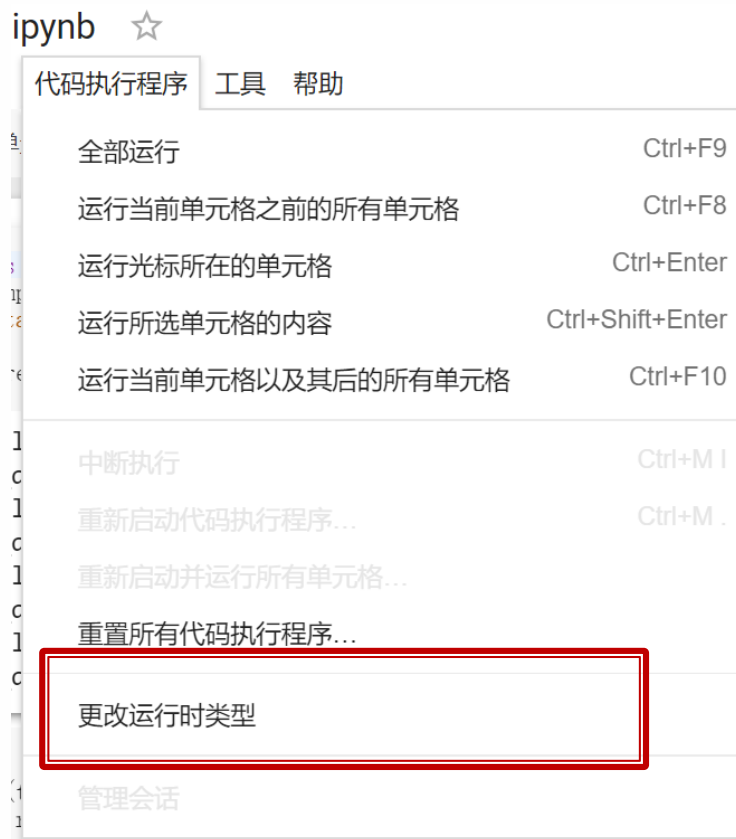 ipynb
代码执行程序 工具 帮助
全部运行 Ctrl+F9
运行当前单元格之前的所有单元格 Ctrl+F8
运行光标所在的单元格 Ctrl+Enter
运行所选单元格的内容 Ctrl+Shift+Enter
运行当前单元格以及其后的所有单元格 Ctrl+F10
中断执行 Ctrl+M I
重新启动代码执行程序… Ctrl+M .
重新启动并运行所有单元格…
重置所有代码执行程序…
更改运行时类型
管理会话